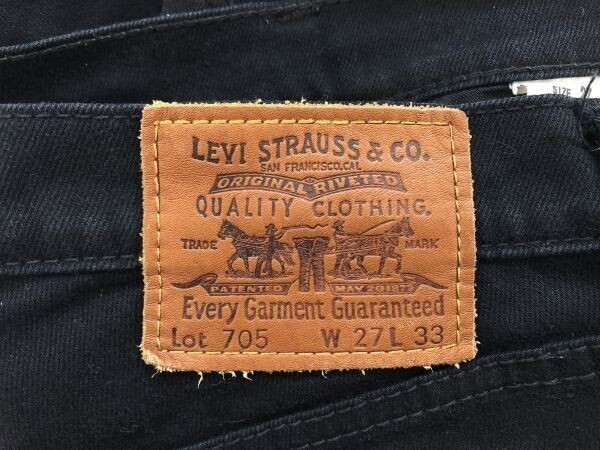 SIZE
LEVI STRAUSS & CO.
SAN FRANCISCO, CAL.
ORIGINAL RIVETED
QUALITY CLOTHING.
TRADE MARK
PATENTED MAY 20 1873
Every Garment Guaranteed
Lot 705 W 27 L 33